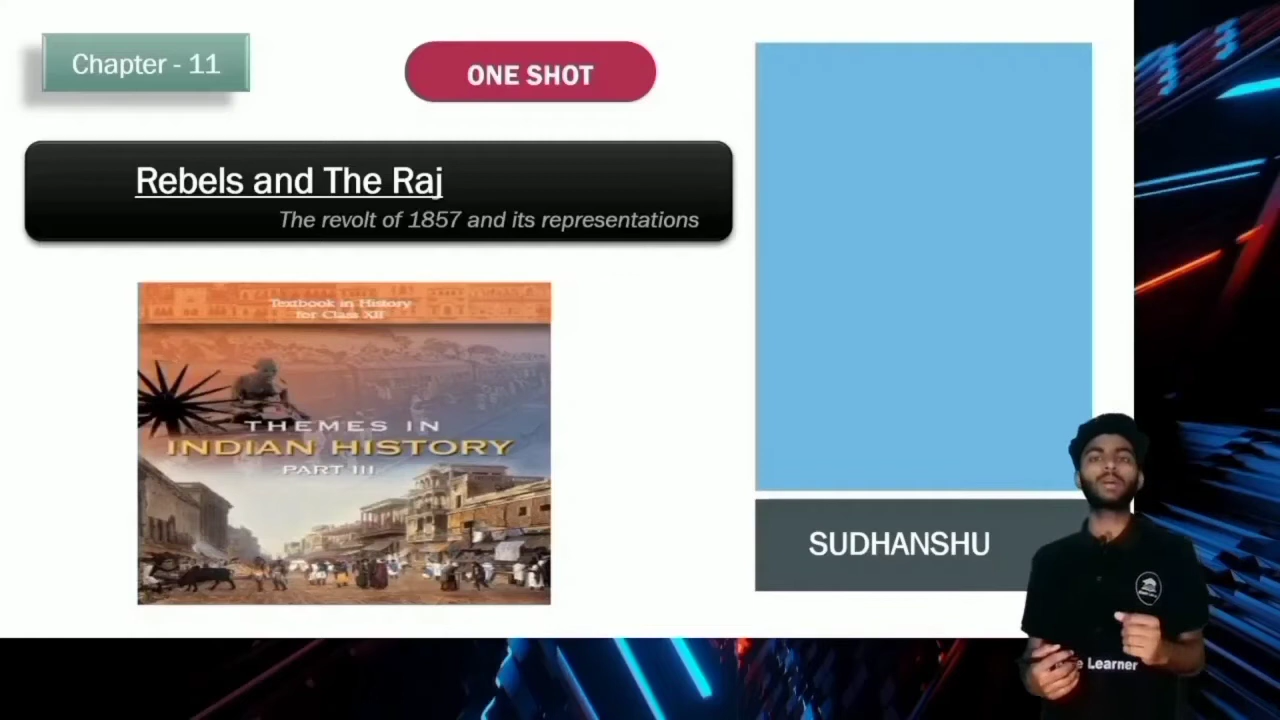 Chapter - 11
ONE SHOT
Rebels and The Raj
The revolt of 1857 and its representations
Textbook in History
for Class XII
THEMES IN
INDIAN HISTORY
PART III
SUDHANSHU
e Learner